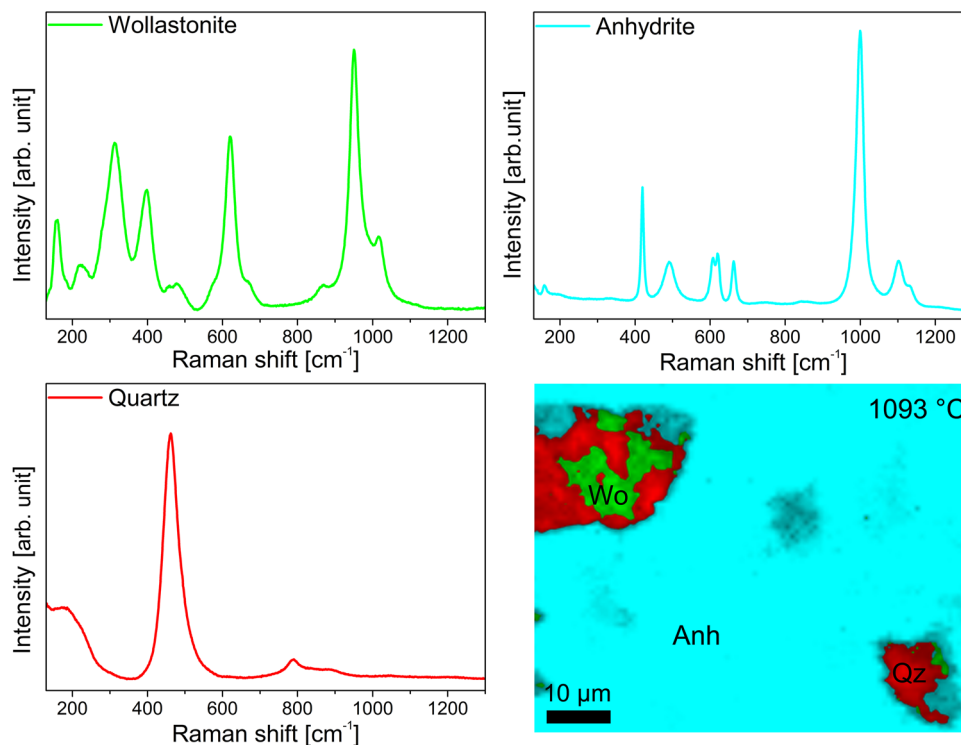 Wollastonite
Intensity [arb. unit]
200 400 600 800 1000 1200
Raman shift [cm⁻¹]
Anhydrite
Intensity [arb.unit]
200 400 600 800 1000 1200
Raman shift [cm⁻¹]
Quartz
Intensity [arb. unit]
200 400 600 800 1000 1200
Raman shift [cm⁻¹]
1093 °C
Wo
Anh
Qz
10 µm